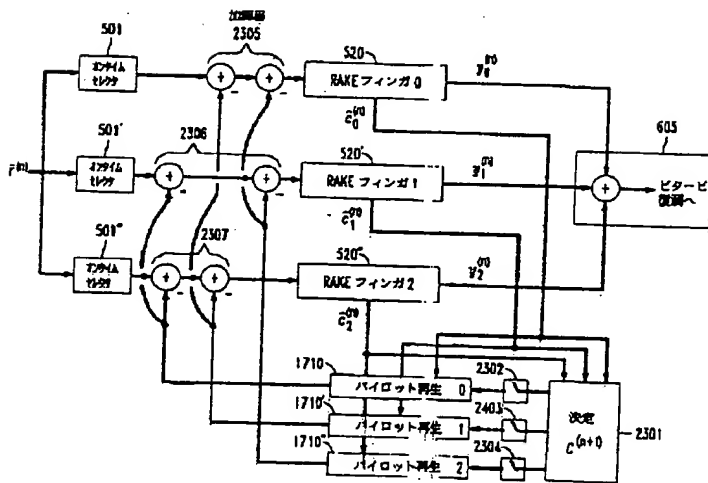 加算器
501
2305
520
オンタイム
セレクタ
RAKE フィンガ 0
603
501'
2306
520'
オンタイム
セレクタ
RAKE フィンガ 1
ビタービ
復調へ
501"
2307
520"
オンタイム
セレクタ
RAKE フィンガ 2
1710
2302
パイロット再生 0
1710'
2403
パイロット再生 1
決定
C(n+1)
2301
1710"
2304
パイロット再生 2